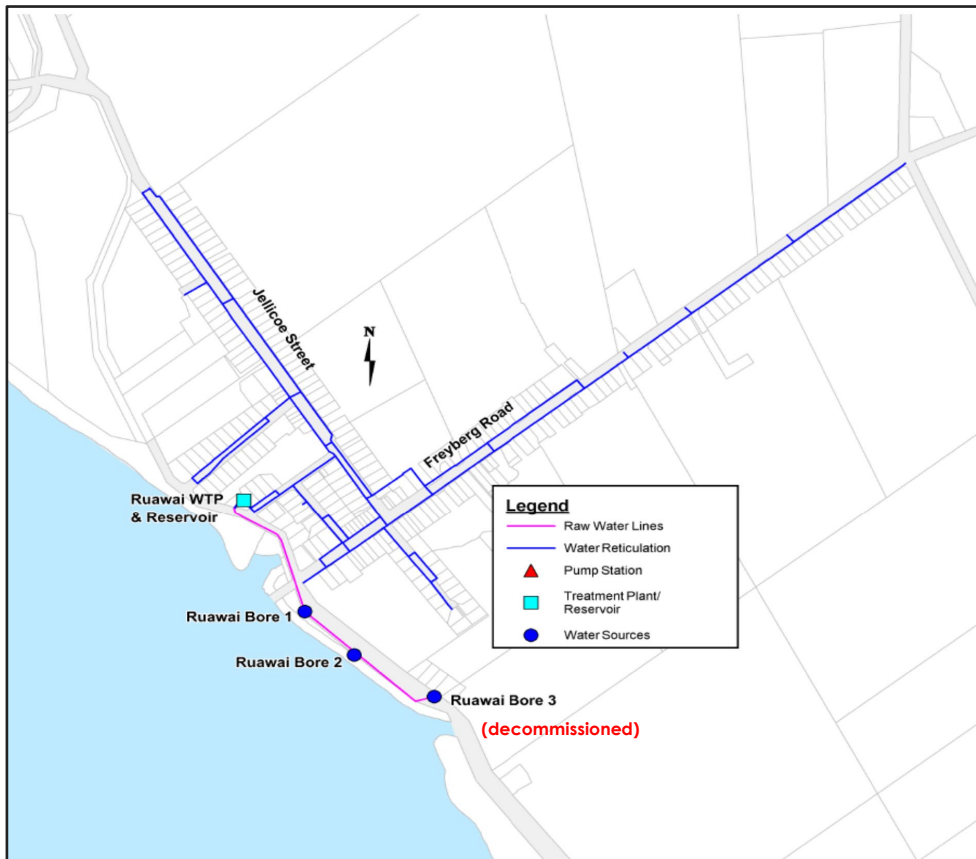 Jellicoe Street
N
Freyberg Road
Ruawai WTP
& Reservoir
Legend
Raw Water Lines
Water Reticulation
Pump Station
Treatment Plant/
Reservoir
Water Sources
Ruawai Bore 1
Ruawai Bore 2
Ruawai Bore 3
(decommissioned)